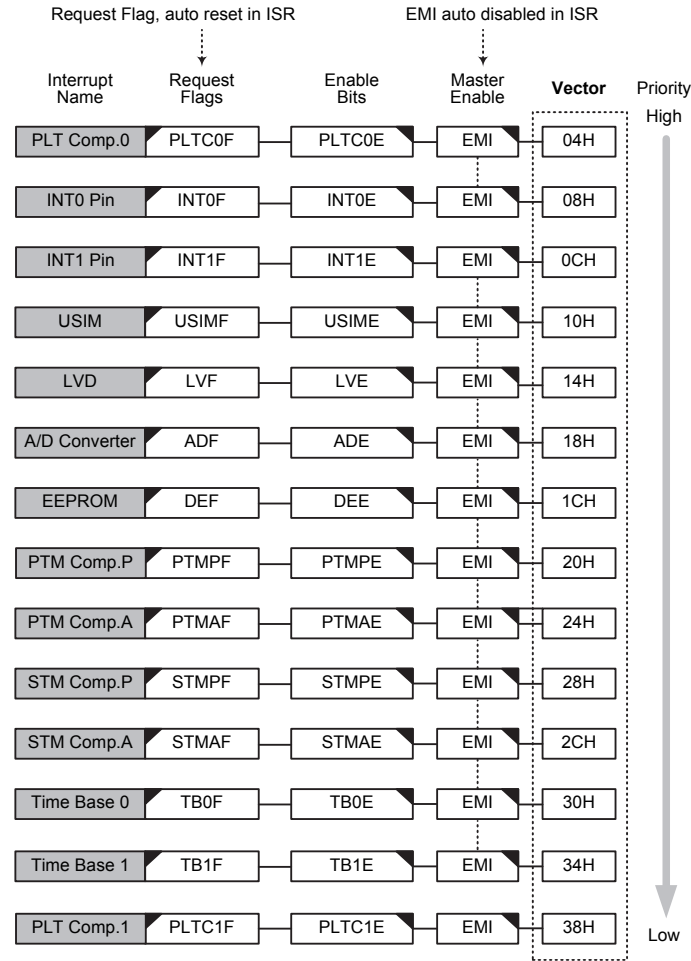 Request Flag, auto reset in ISR EMI auto disabled in ISR
Interrupt Name Request Flags Enable Bits Master Enable Vector Priority
High
PLT Comp.0 PLTC0F PLTC0E EMI 04H
INT0 Pin INT0F INT0E EMI 08H
INT1 Pin INT1F INT1E EMI 0CH
USIM USIMF USIME EMI 10H
LVD LVF LVE EMI 14H
A/D Converter ADF ADE EMI 18H
EEPROM DEF DEE EMI 1CH
PTM Comp.P PTMPF PTMPE EMI 20H
PTM Comp.A PTMAF PTMAE EMI 24H
STM Comp.P STMPF STMPE EMI 28H
STM Comp.A STMAF STMAE EMI 2CH
Time Base 0 TB0F TB0E EMI 30H
Time Base 1 TB1F TB1E EMI 34H
PLT Comp.1 PLTC1F PLTC1E EMI 38H
Low